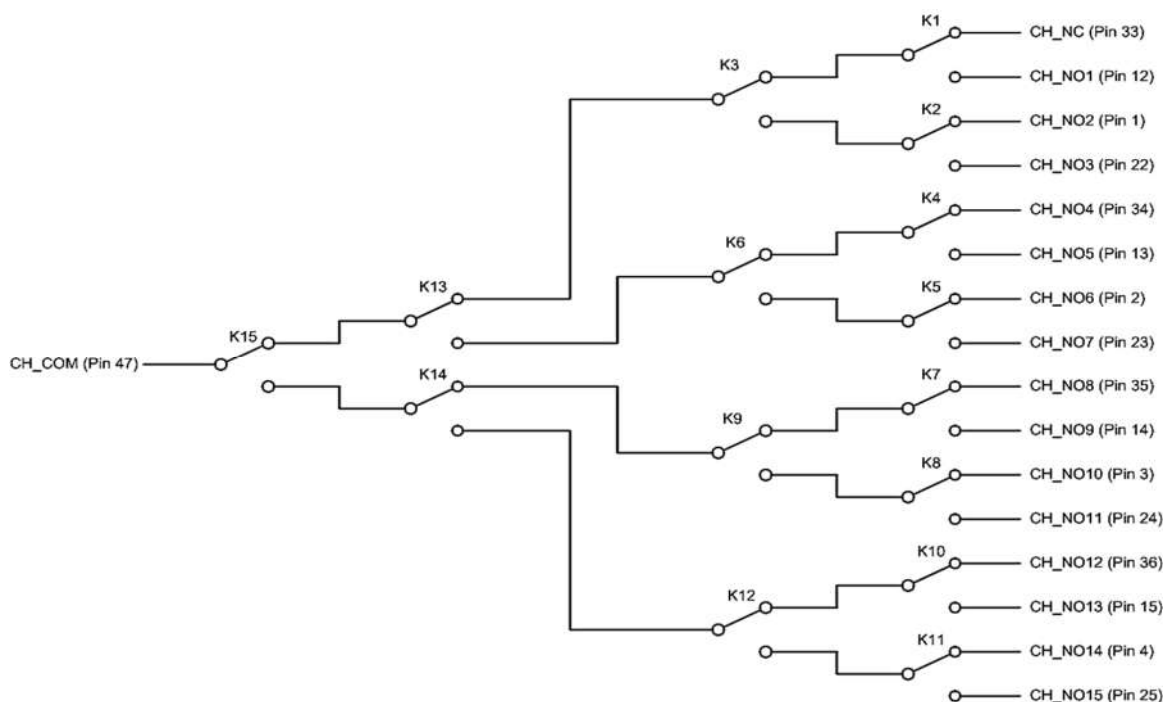 K1
CH_NC (Pin 33)
K3
CH_NO1 (Pin 12)
K2
CH_NO2 (Pin 1)
CH_NO3 (Pin 22)
K4
CH_NO4 (Pin 34)
K6
CH_NO5 (Pin 13)
K13
K5
CH_NO6 (Pin 2)
K15
CH_NO7 (Pin 23)
CH_COM (Pin 47)
K14
K7
CH_NO8 (Pin 35)
K9
CH_NO9 (Pin 14)
K8
CH_NO10 (Pin 3)
CH_NO11 (Pin 24)
K10
CH_NO12 (Pin 36)
K12
CH_NO13 (Pin 15)
K11
CH_NO14 (Pin 4)
CH_NO15 (Pin 25)